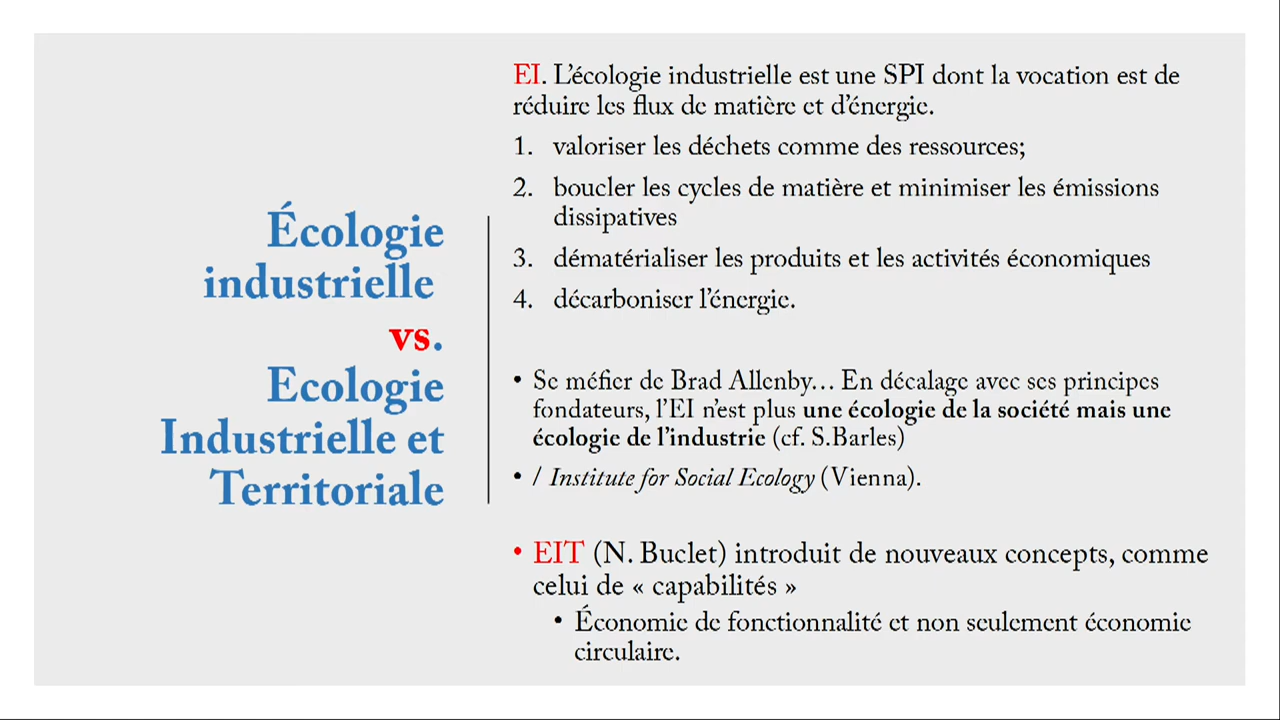 Écologie
industrielle
vs.
Ecologie
Industrielle et
Territoriale
EI. L'écologie industrielle est une SPI dont la vocation est de
réduire les flux de matière et d'énergie.
1. valoriser les déchets comme des ressources;
2. boucler les cycles de matière et minimiser les émissions
dissipatives
3. dématérialiser les produits et les activités économiques
4. décarboniser l'énergie.
• Se méfier de Brad Allenby… En décalage avec ses principes
fondateurs, l'EI n'est plus une écologie de la société mais une
écologie de l'industrie (cf. S.Barles)
• / Institute for Social Ecology (Vienna).
• EIT (N. Buclet) introduit de nouveaux concepts, comme
celui de « capabilités »
• Économie de fonctionnalité et non seulement économie
circulaire.